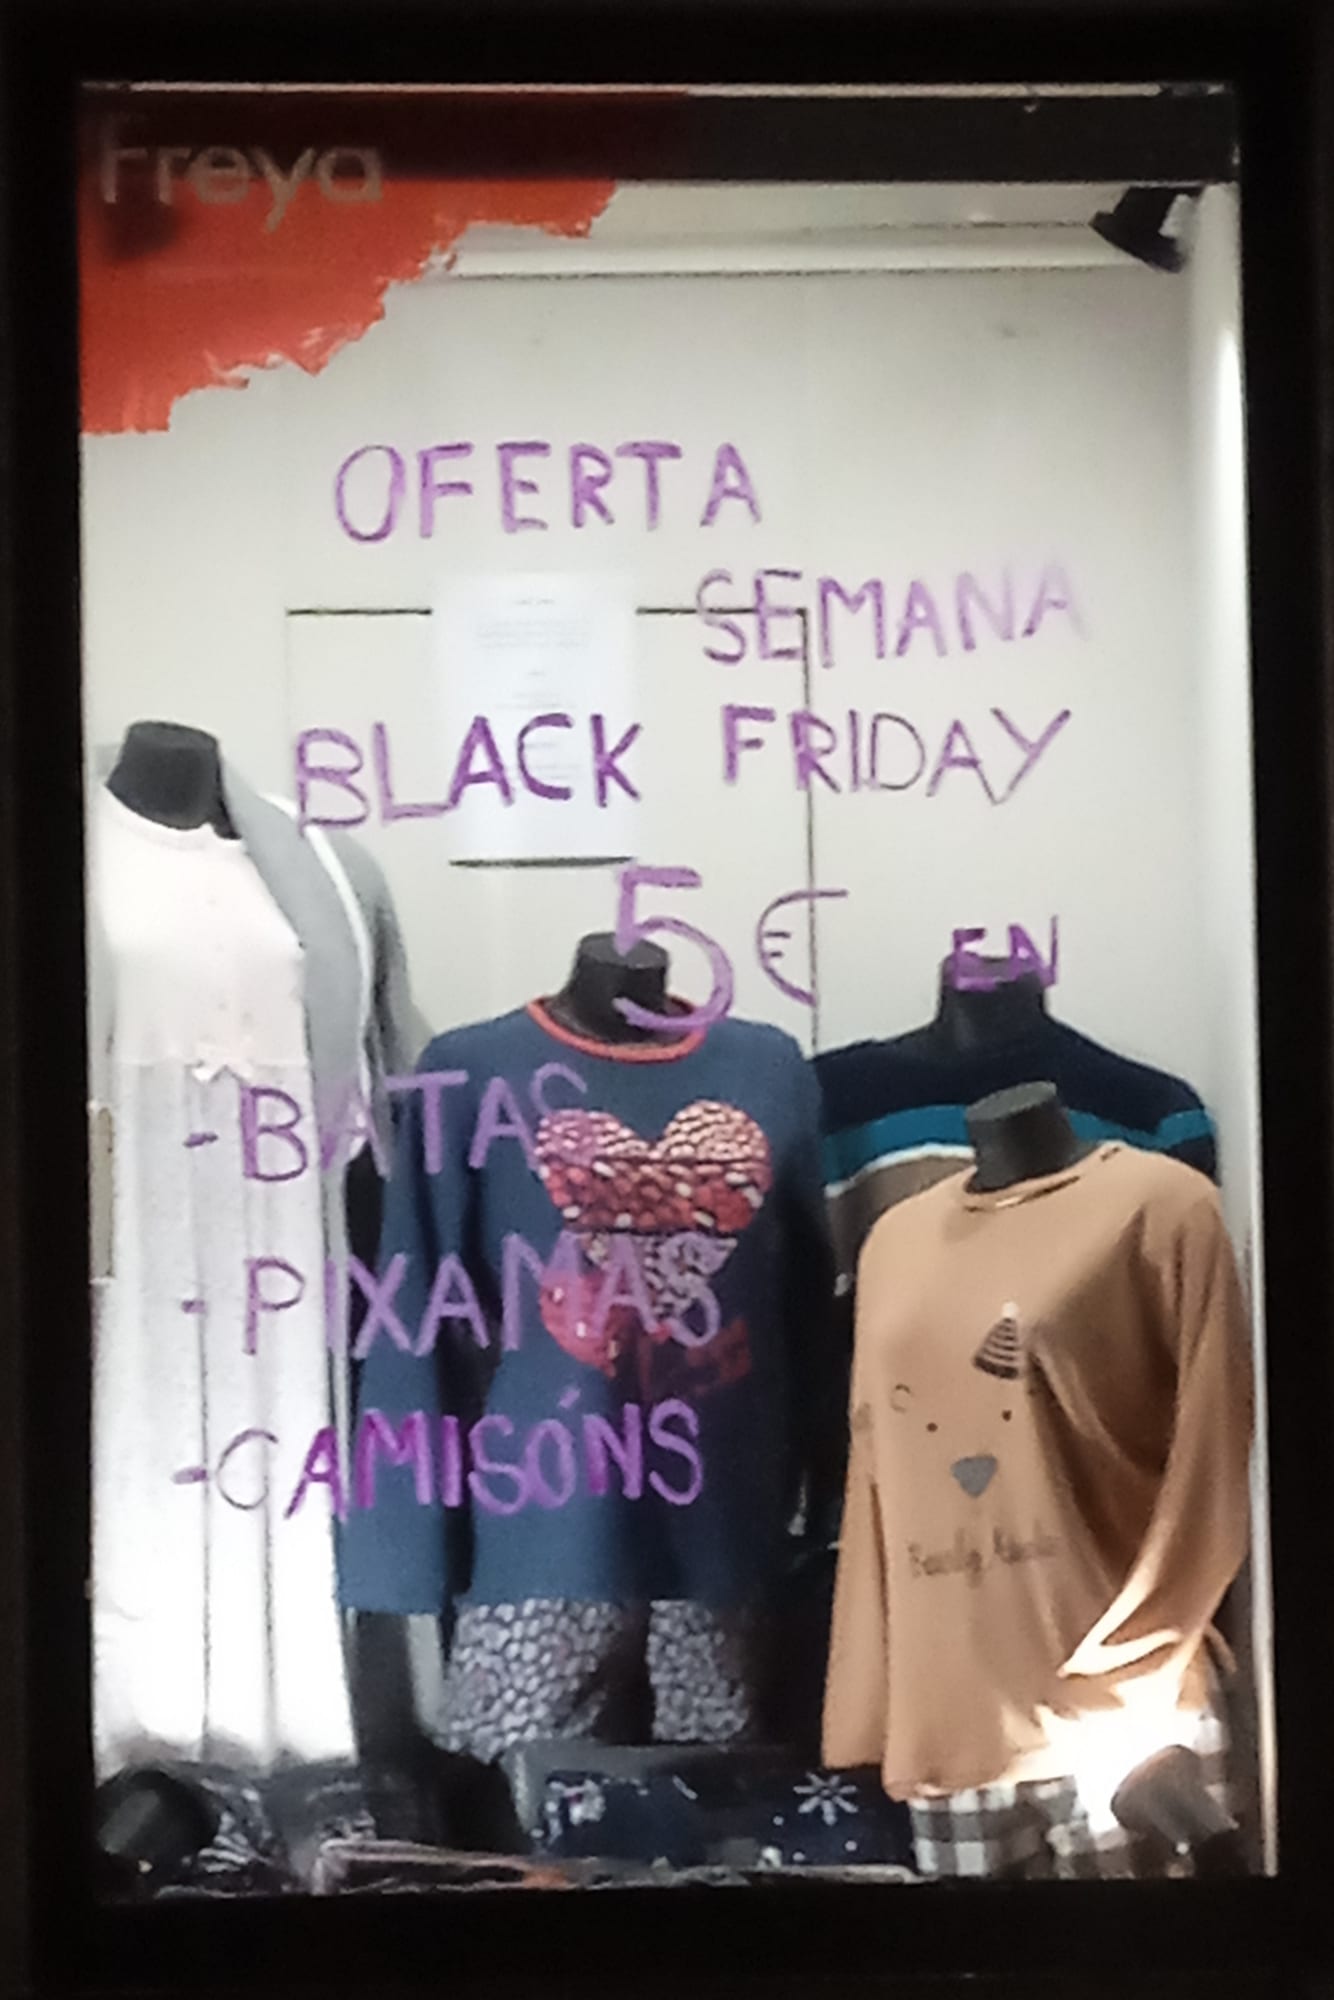 Freya
OFERTA
SEMANA
BLACK FRIDAY
5€ EN
-BATAS
-PIXAMAS
-CAMISÓNS